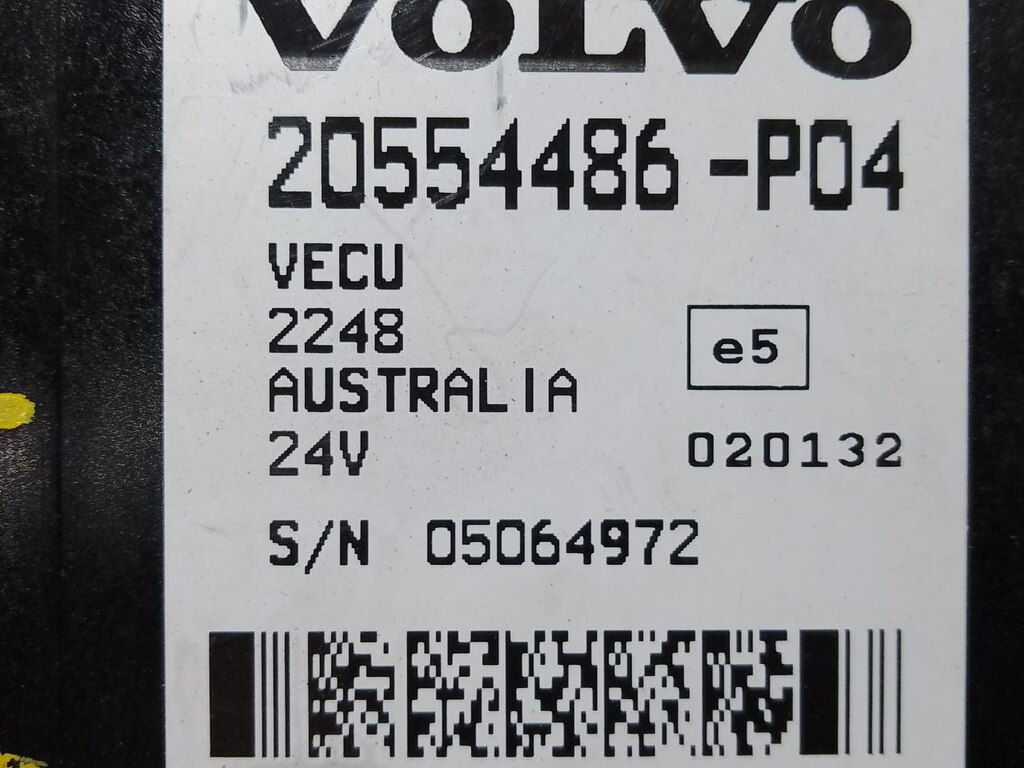 VOLVO
20554486-P04
VECU
2248
e5
AUSTRALIA
24V 020132
S/N 05064972